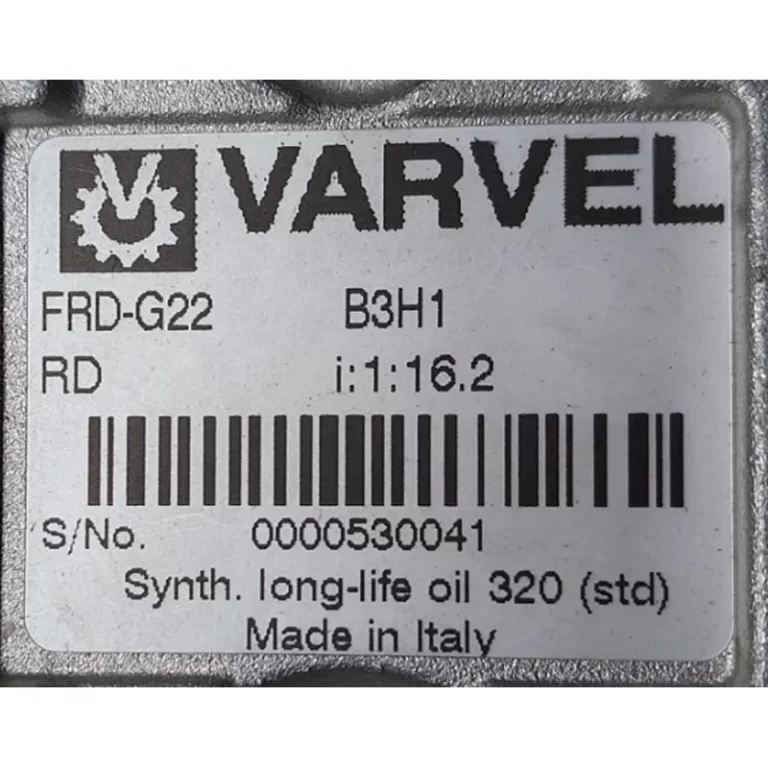 VARVEL
FRD-G22 B3H1
RD i:1:16.2
S/No. 0000530041
Synth. long-life oil 320 (std)
Made in Italy